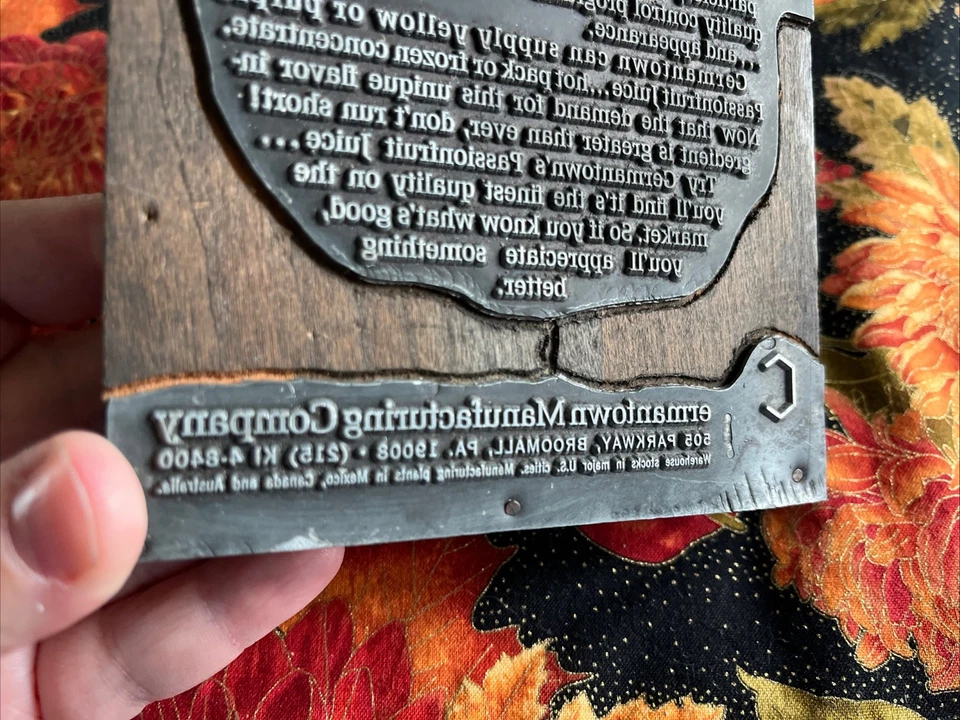 quality control progra
...and appearance.
Germantown can supply yellow or purp
Passionfruit Juice...hot pack or frozen concentrate.
Now that the demand for this unique flavor in-
gredient is greater than ever, don't run short!
Try Germantown's Passionfruit Juice ...
you'll find it's the finest quality on the
market. So if you know what's good,
you'll appreciate something
better.
Germantown Manufacturing Company
505 PARKWAY, BROOMALL, PA. 19008 • (215) KI 4-8400
Warehouse stocks in major U.S. cities. Manufacturing plants in Mexico, Canada and Australia.